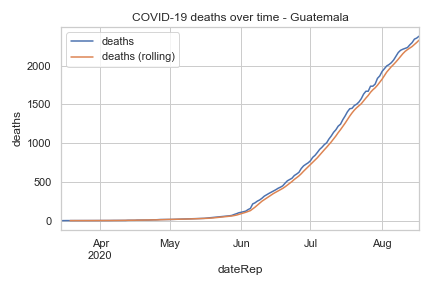 COVID-19 deaths over time - Guatemala
deaths
deaths (rolling)
2000
1500
1000
500
0
deaths
Apr
2020
May
Jun
Jul
Aug
dateRep